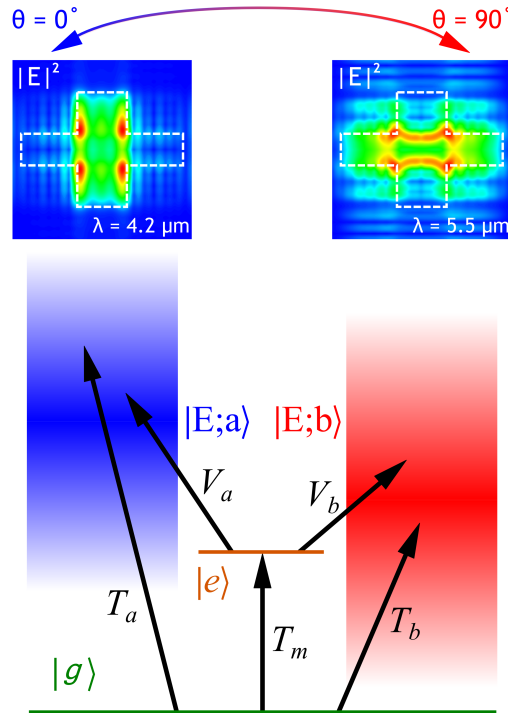 θ = 0° θ = 90°
|E|² |E|²
λ = 4.2 µm λ = 5.5 µm
|E;a⟩ |E;b⟩
V_a V_b
|e⟩
T_a T_m T_b
|g⟩